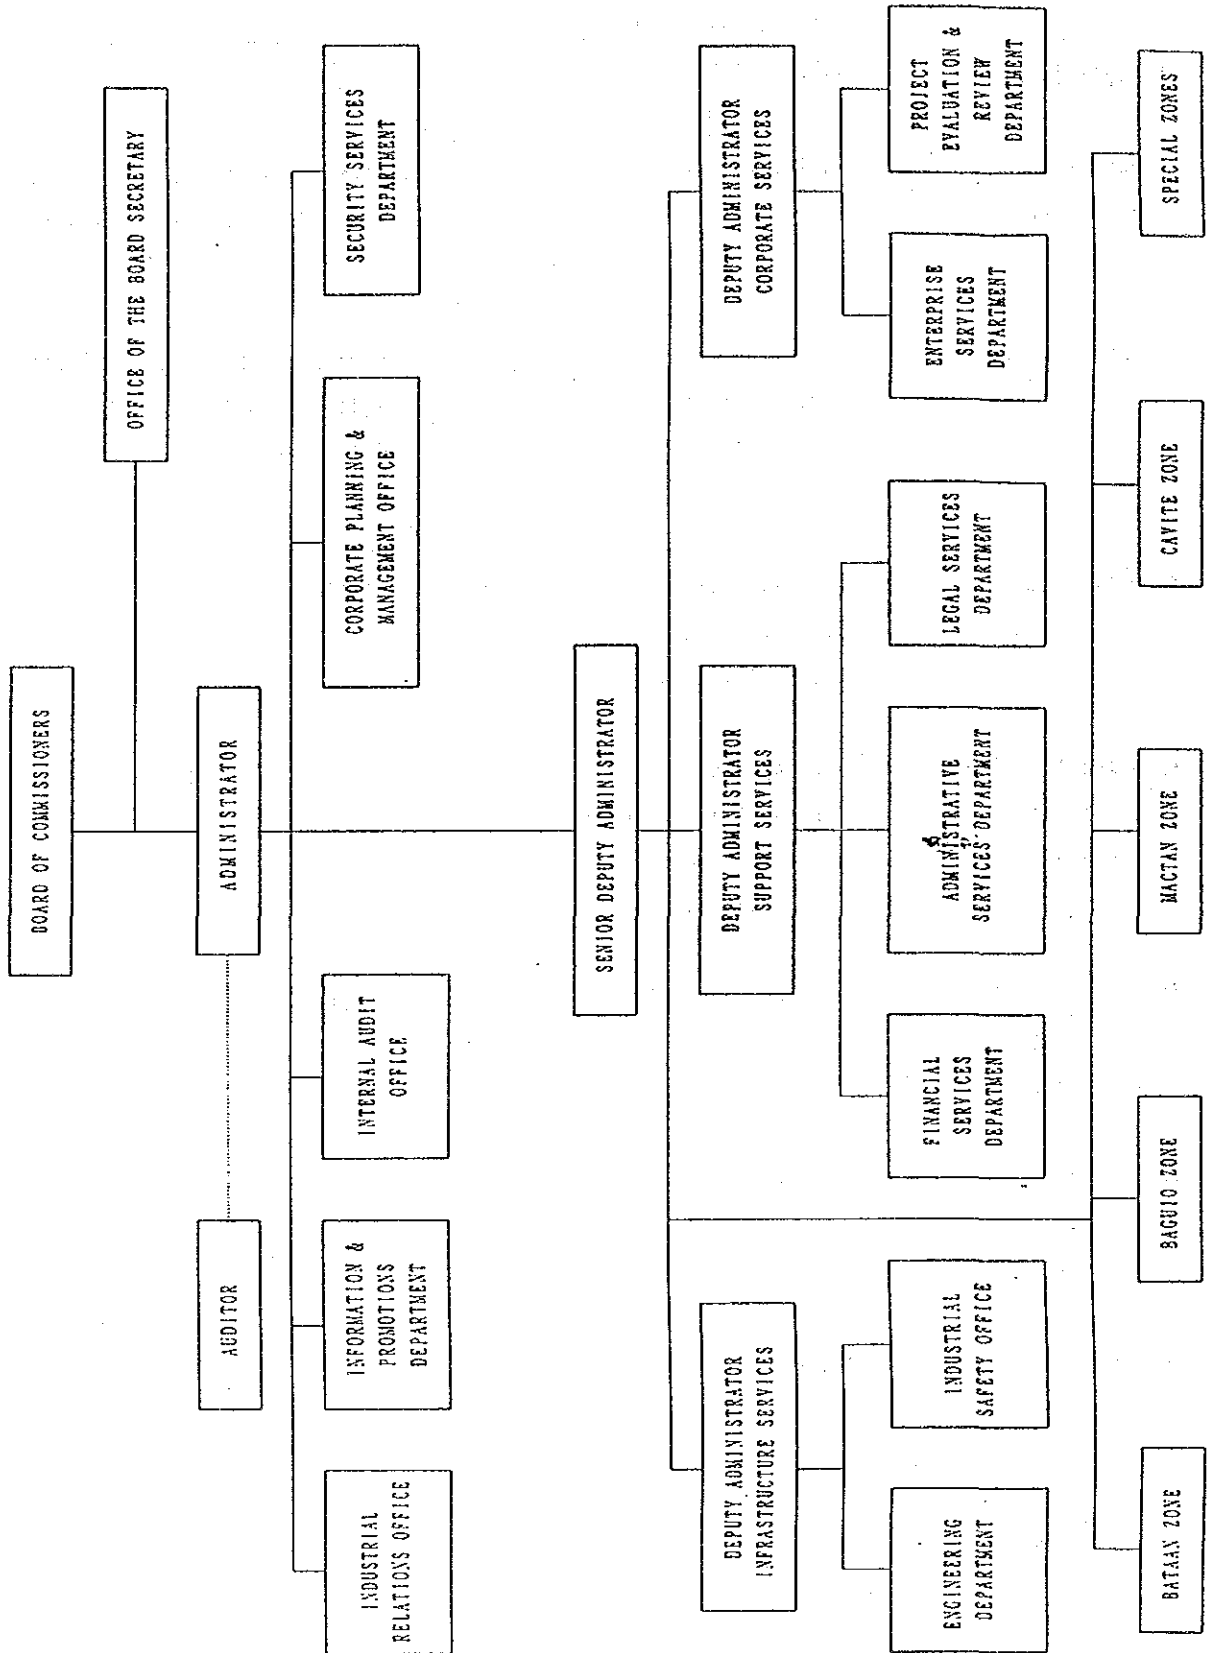 BOARD OF COMMISSIONERS
OFFICE OF THE BOARD SECRETARY
AUDITOR
ADMINISTRATOR
INDUSTRIAL
RELATIONS OFFICE
INFORMATION &
PROMOTIONS
DEPARTMENT
INTERNAL AUDIT
OFFICE
CORPORATE PLANNING &
MANAGEMENT OFFICE
SECURITY SERVICES
DEPARTMENT
SENIOR DEPUTY ADMINISTRATOR
DEPUTY ADMINISTRATOR
INFRASTRUCTURE SERVICES
DEPUTY ADMINISTRATOR
SUPPORT SERVICES
DEPUTY ADMINISTRATOR
CORPORATE SERVICES
ENGINEERING
DEPARTMENT
INDUSTRIAL
SAFETY OFFICE
FINANCIAL
SERVICES
DEPARTMENT
ADMINISTRATIVE
SERVICES DEPARTMENT
LEGAL SERVICES
DEPARTMENT
ENTERPRISE
SERVICES
DEPARTMENT
PROJECT
EVALUATION &
REVIEW
DEPARTMENT
BATAAN ZONE
BAGUIO ZONE
MACTAN ZONE
CAVITE ZONE
SPECIAL ZONES